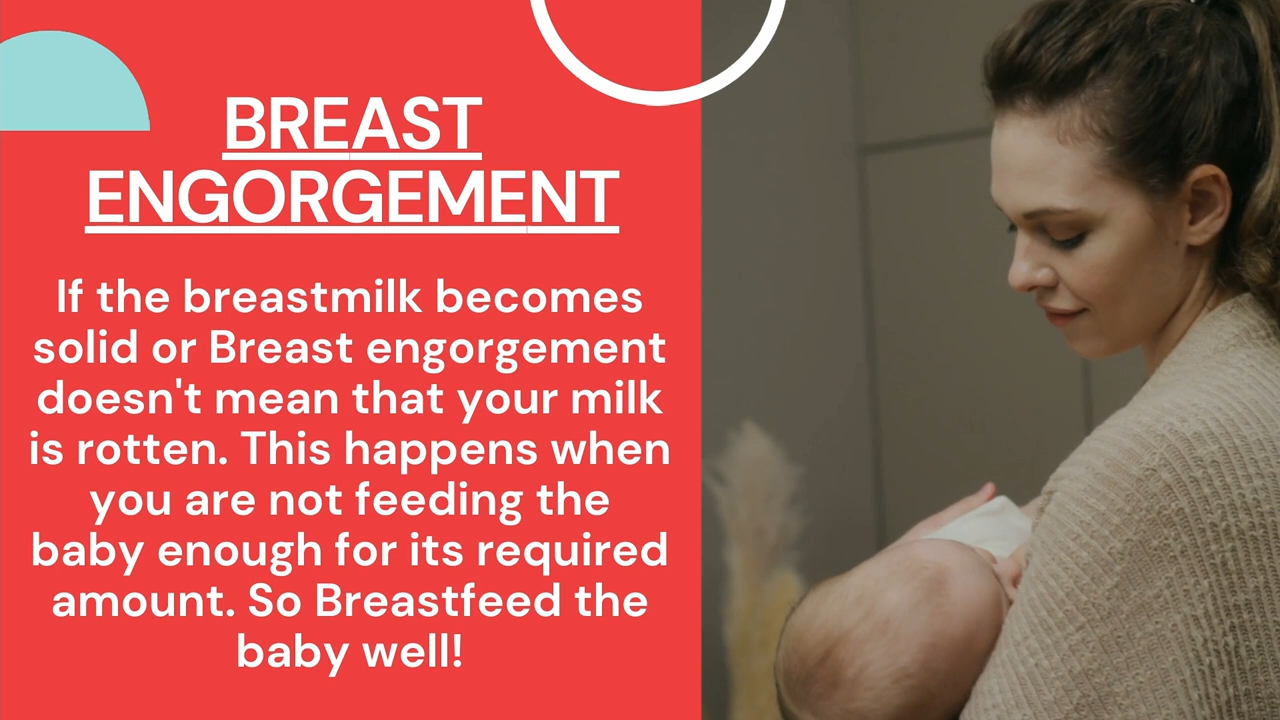 BREAST
ENGORGEMENT
If the breastmilk becomes
solid or Breast engorgement
doesn't mean that your milk
is rotten. This happens when
you are not feeding the
baby enough for its required
amount. So Breastfeed the
baby well!